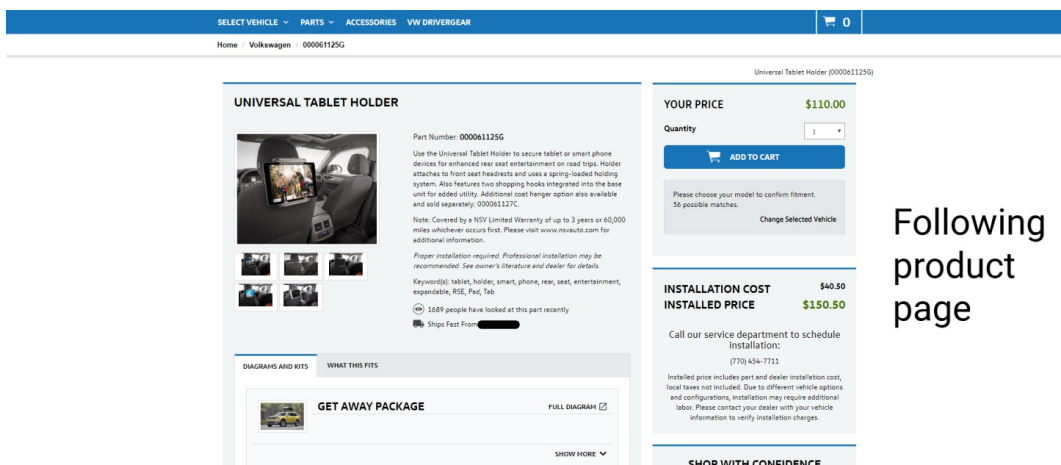 SELECT VEHICLE PARTS ACCESSORIES VW DRIVERGEAR
0
Home / Volkswagen / 000061125G
Universal Tablet Holder (000061125G)
UNIVERSAL TABLET HOLDER
Part Number: 000061125G
Use the Universal Tablet Holder to secure tablet or smart phone
devices for enhanced rear seat entertainment on road trips. Holder
attaches to front seat headrests and uses a spring-loaded holding
system. Also features two shopping hooks integrated into the base
unit for added utility. Additional coat hanger option also available
and sold separately: 000061127C.
Note: Covered by a NSV Limited Warranty of up to 3 years or 60,000
miles whichever occurs first. Please visit www.nsvauto.com for
additional information.
Proper installation required. Professional installation may be
recommended. See owner's literature and dealer for details.
Keyword(s): tablet, holder, smart, phone, rear, seat, entertainment,
expandable, RSE, Pad, Tab
1689 people have looked at this part recently
Ships Fast From
DIAGRAMS AND KITS WHAT THIS FITS
GET AWAY PACKAGE FULL DIAGRAM
SHOW MORE
YOUR PRICE $110.00
Quantity 1
ADD TO CART
Please choose your model to confirm fitment.
56 possible matches.
Change Selected Vehicle
INSTALLATION COST $40.50
INSTALLED PRICE $150.50
Call our service department to schedule
installation:
(770) 454-7711
Installed price includes part and dealer installation cost,
local taxes not included. Due to different vehicle options
and configurations, installation may require additional
labor. Please contact your dealer with your vehicle
information to verify installation charges.
SHOP WITH CONFIDENCE
Following
product
page